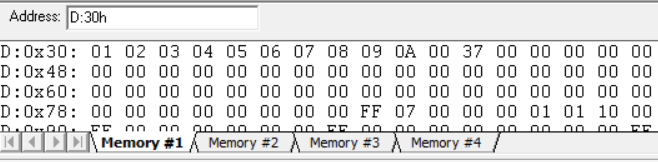 Address: D:30h
D:0x30: 01 02 03 04 05 06 07 08 09 0A 00 37 00 00 00 00 00
D:0x48: 00 00 00 00 00 00 00 00 00 00 00 00 00 00 00 00 00
D:0x60: 00 00 00 00 00 00 00 00 00 00 00 00 00 00 00 00 00
D:0x78: 00 00 00 00 00 00 00 00 FF 07 00 00 00 01 01 10 00
Memory #1 Memory #2 Memory #3 Memory #4